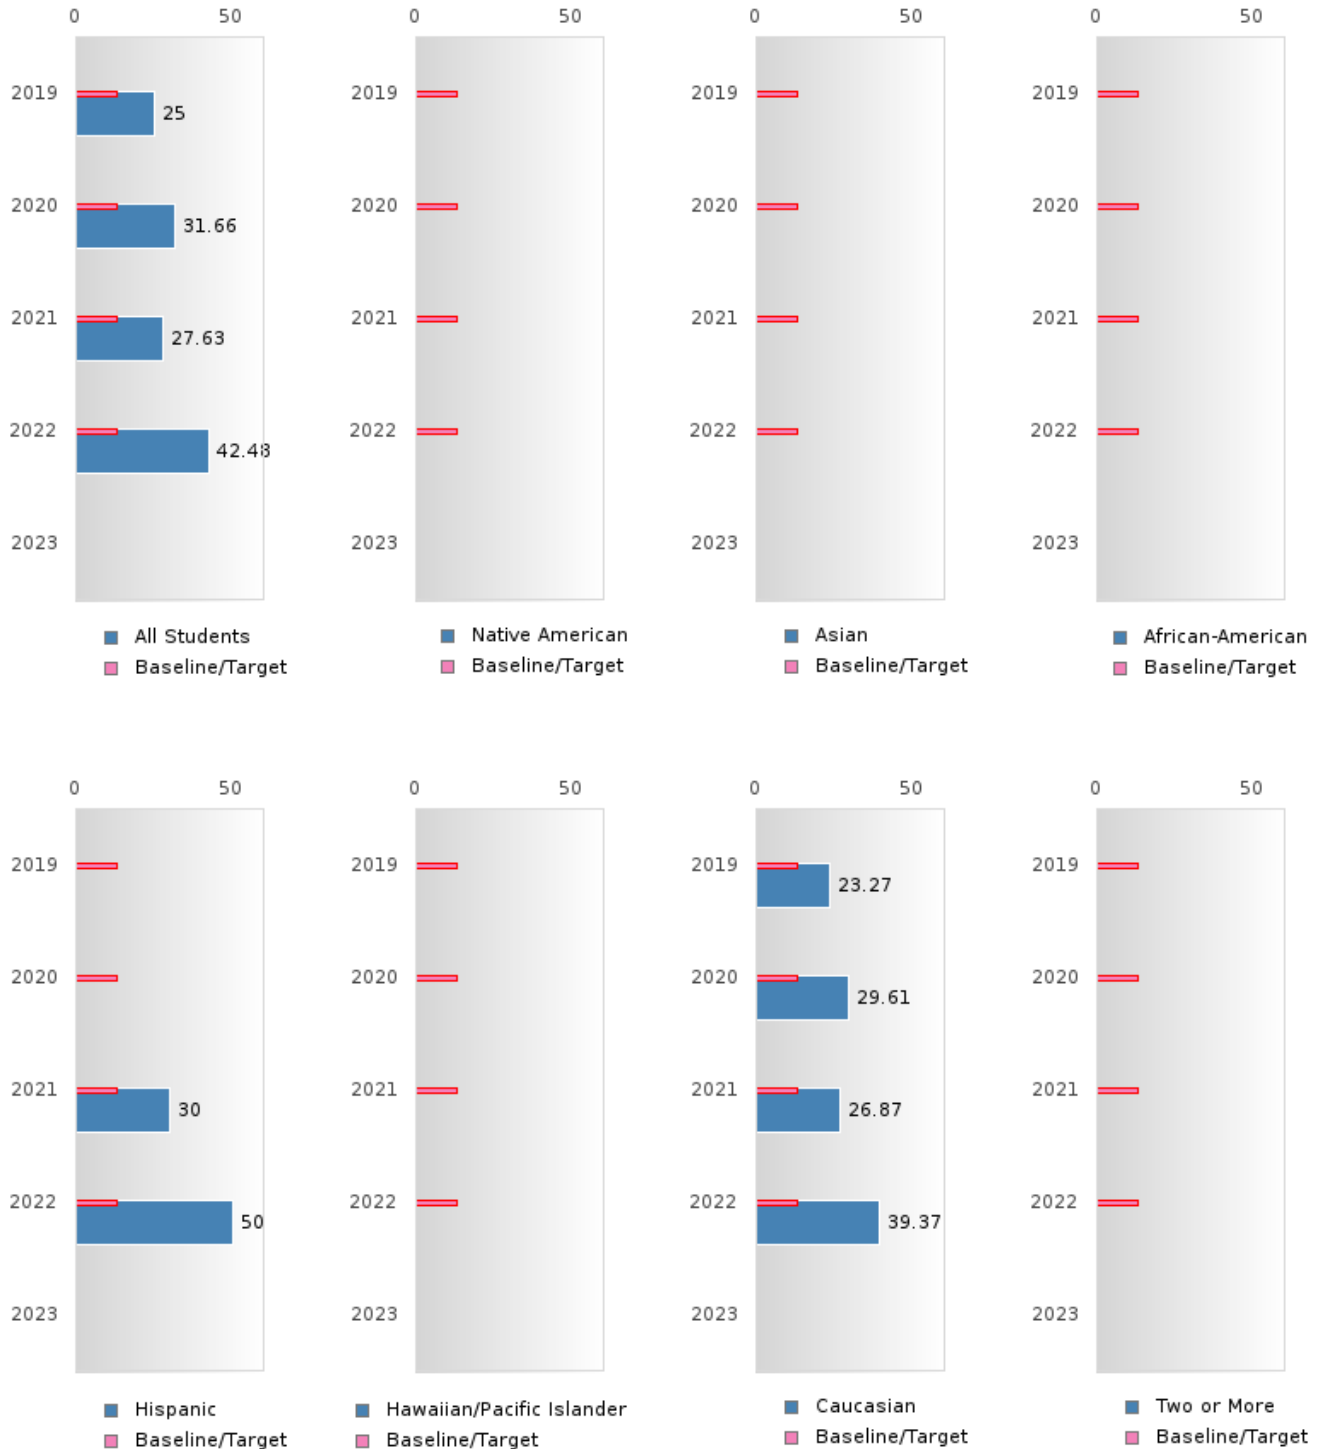 0 50 0 50 0 50 0 50
2019 25 2019 2019 2019
2020 31.66 2020 2020 2020
2021 27.63 2021 2021 2021
2022 42.48 2022 2022 2022
2023 2023 2023 2023
All Students Native American Asian African-American
Baseline/Target Baseline/Target Baseline/Target Baseline/Target
0 50 0 50 0 50 0 50
2019 2019 2019 23.27 2019
2020 2020 2020 29.61 2020
2021 30 2021 2021 26.87 2021
2022 50 2022 2022 39.37 2022
2023 2023 2023 2023
Hispanic Hawaiian/Pacific Islander Caucasian Two or More
Baseline/Target Baseline/Target Baseline/Target Baseline/Target